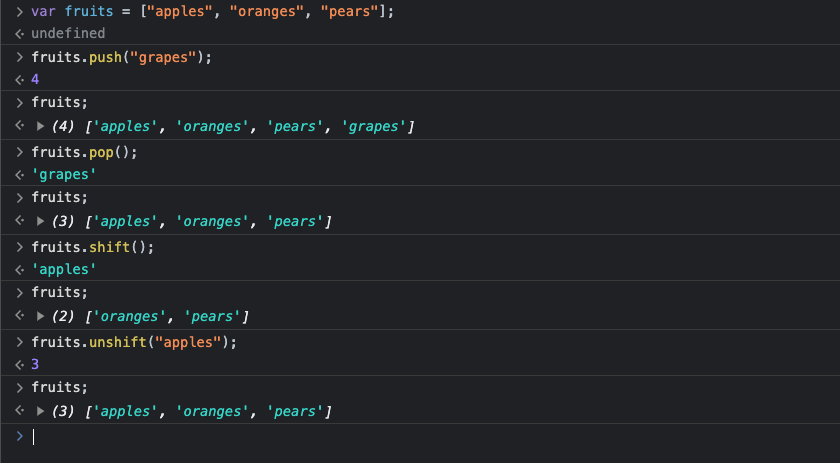 > var fruits = ["apples", "oranges", "pears"];
undefined
> fruits.push("grapes");
4
> fruits;
(4) ['apples', 'oranges', 'pears', 'grapes']
> fruits.pop();
'grapes'
> fruits;
(3) ['apples', 'oranges', 'pears']
> fruits.shift();
'apples'
> fruits;
(2) ['oranges', 'pears']
> fruits.unshift("apples");
3
> fruits;
(3) ['apples', 'oranges', 'pears']
>